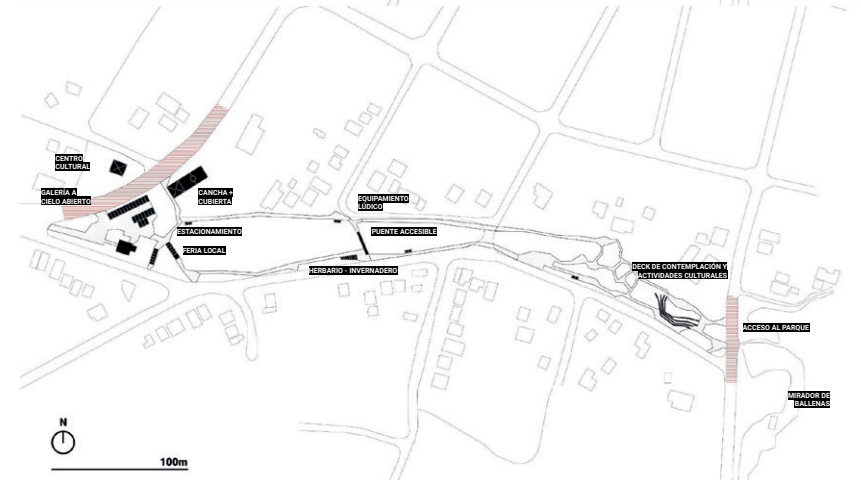 CENTRO
CULTURAL
GALERÍA A
CIELO ABIERTO
CANCHA +
CUBIERTA
EQUIPAMIENTO
LÚDICO
ESTACIONAMIENTO
PUENTE ACCESIBLE
FERIA LOCAL
HERBARIO - INVERNADERO
DECK DE CONTEMPLACIÓN Y
ACTIVIDADES CULTURALES
ACCESO AL PARQUE
MIRADOR DE
BALLENAS
N
100m